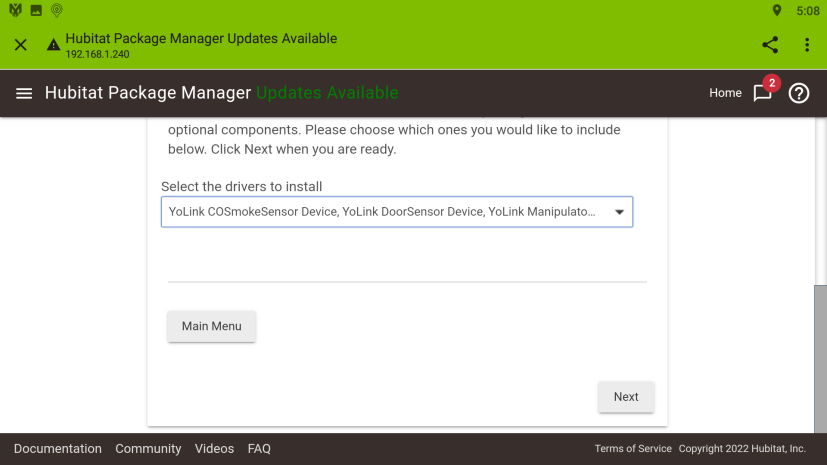 5:08
Hubitat Package Manager Updates Available
192.168.1.240
Hubitat Package Manager Updates Available
Home
2
optional components. Please choose which ones you would like to include
below. Click Next when you are ready.
Select the drivers to install
YoLink COSmokeSensor Device, YoLink DoorSensor Device, YoLink Manipulato...
Main Menu
Next
Documentation Community Videos FAQ
Terms of Service Copyright 2022 Hubitat, Inc.